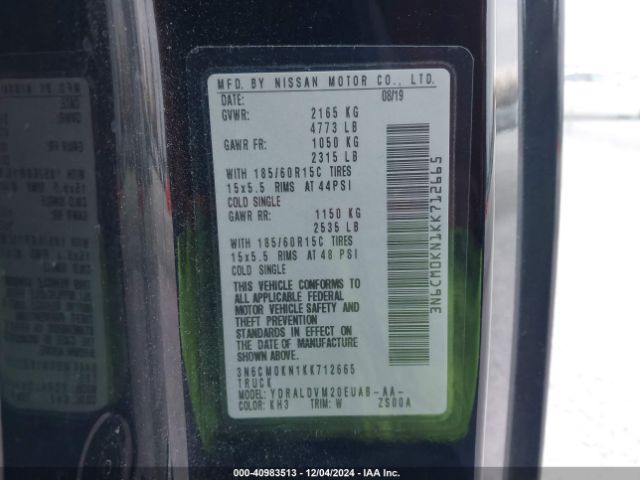 MFD. BY NISSAN MOTOR CO., LTD.
DATE: 08/19
GVWR: 2165 KG
4773 LB
GAWR FR: 1050 KG
2315 LB
WITH 185/60R15C TIRES
15x5.5 RIMS AT 44PSI
COLD SINGLE
GAWR RR: 1150 KG
2535 LB
WITH 185/60R15C TIRES
15x5.5 RIMS AT 48 PSI
COLD SINGLE
THIS VEHICLE CONFORMS TO
ALL APPLICABLE FEDERAL
MOTOR VEHICLE SAFETY AND
THEFT PREVENTION
STANDARDS IN EFFECT ON
THE DATE OF MANUFACTURE
SHOWN ABOVE.
3N6CM0KN1KK712665
TRUCK
MODEL: YDRALDVM20EUAB-AA-
COLOR: KH3 TRIM: W ZS00A
3N6CM0KN1KK712665
000-40983513 - 12/04/2024 - IAA Inc.